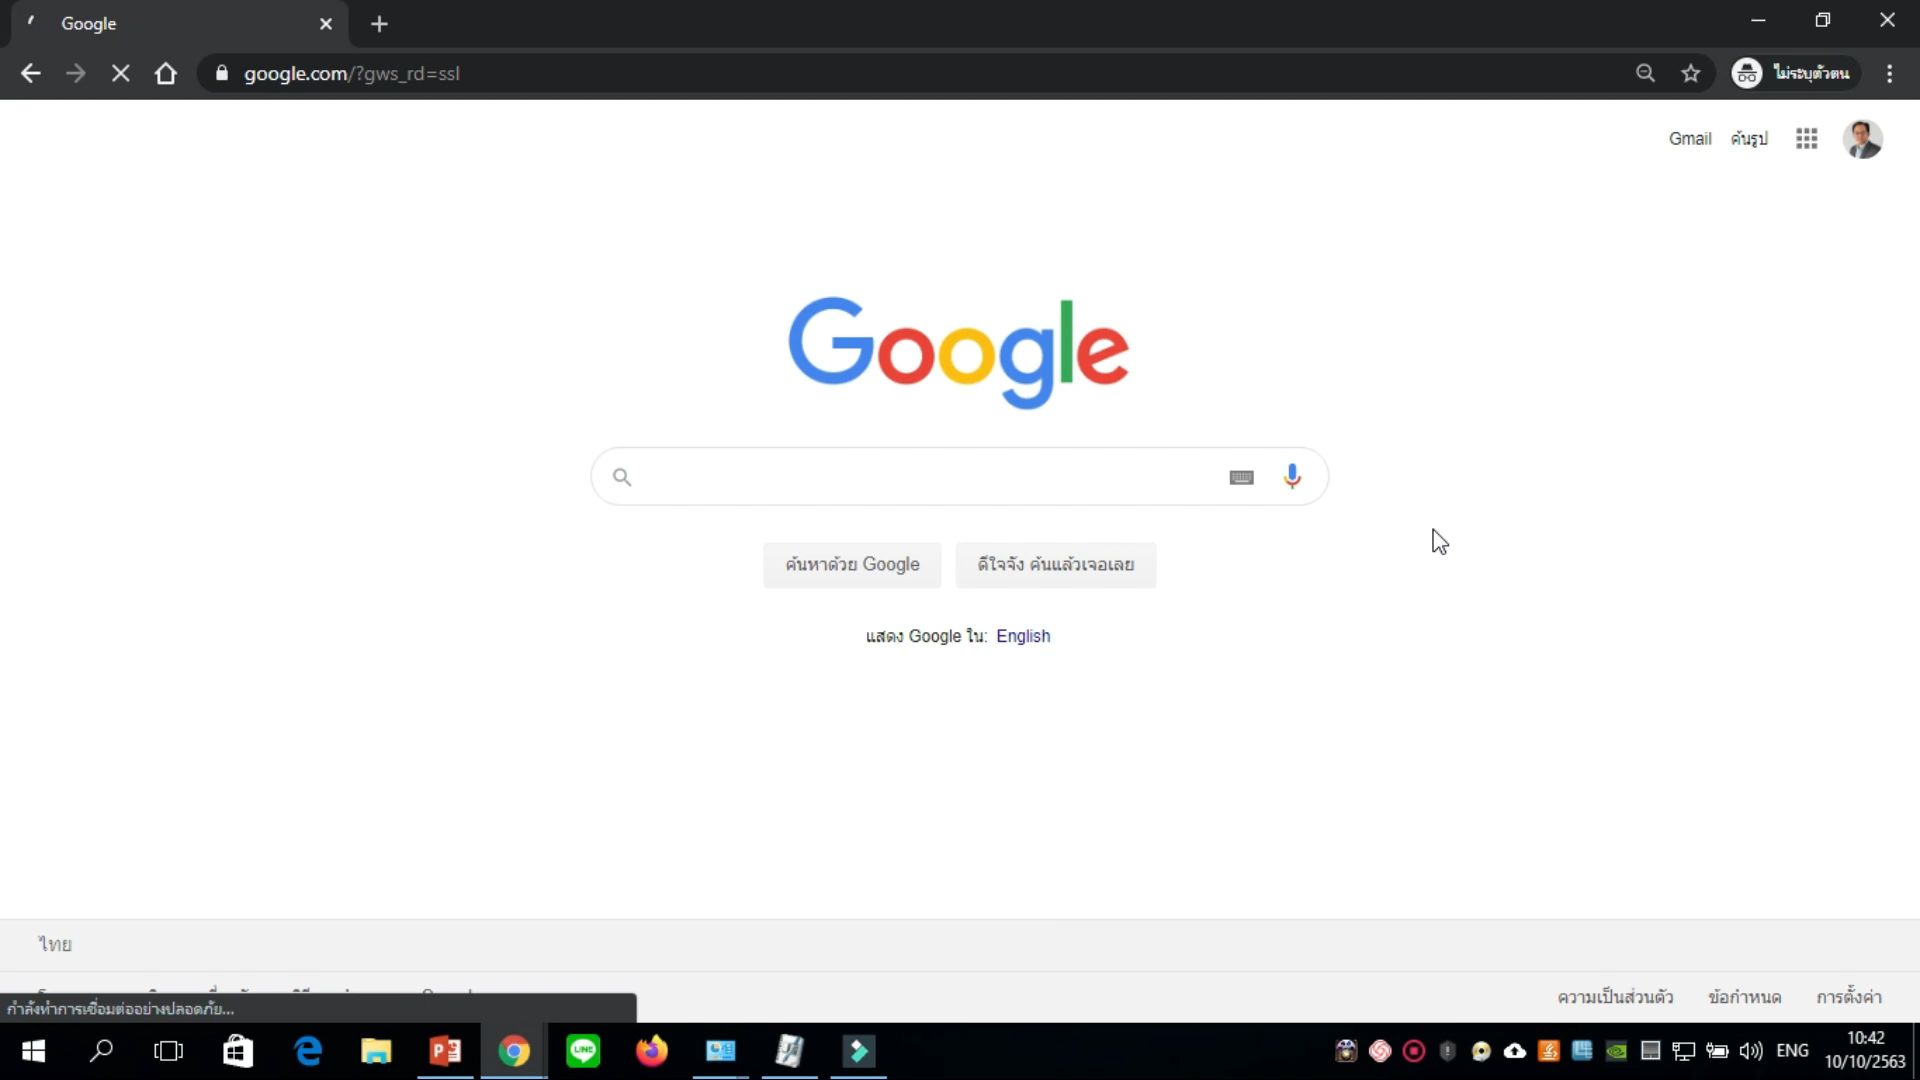 Google
google.com/?gws_rd=ssl
ไม่ระบุตัวตน
Gmail ค้นรูป
Google
ค้นหาด้วย Google ดีใจจัง ค้นแล้วเจอเลย
แสดง Google ใน: English
ไทย
ความเป็นส่วนตัว ข้อกำหนด การตั้งค่า
กำลังทำการเชื่อมต่ออย่างปลอดภัย...
LINE
ENG
10:42
10/10/2563